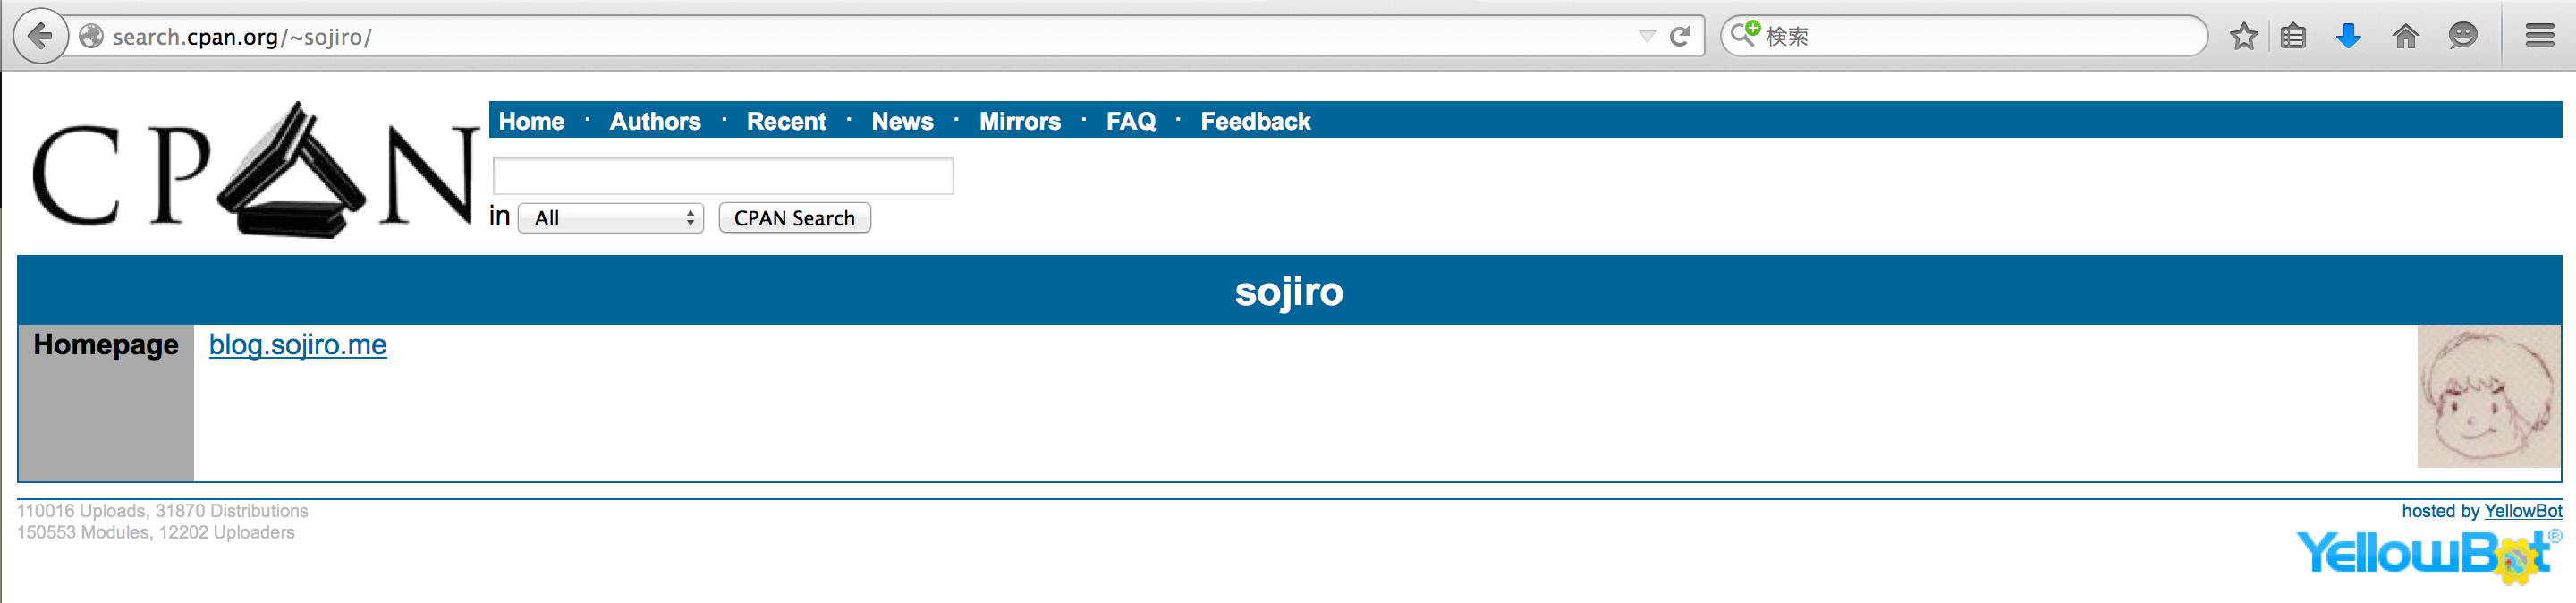 search.cpan.org/~sojiro/
検索
CPAN
Home · Authors · Recent · News · Mirrors · FAQ · Feedback
in All CPAN Search
sojiro
Homepage blog.sojiro.me
110016 Uploads, 31870 Distributions
150553 Modules, 12202 Uploaders
hosted by YellowBot
YellowBot®